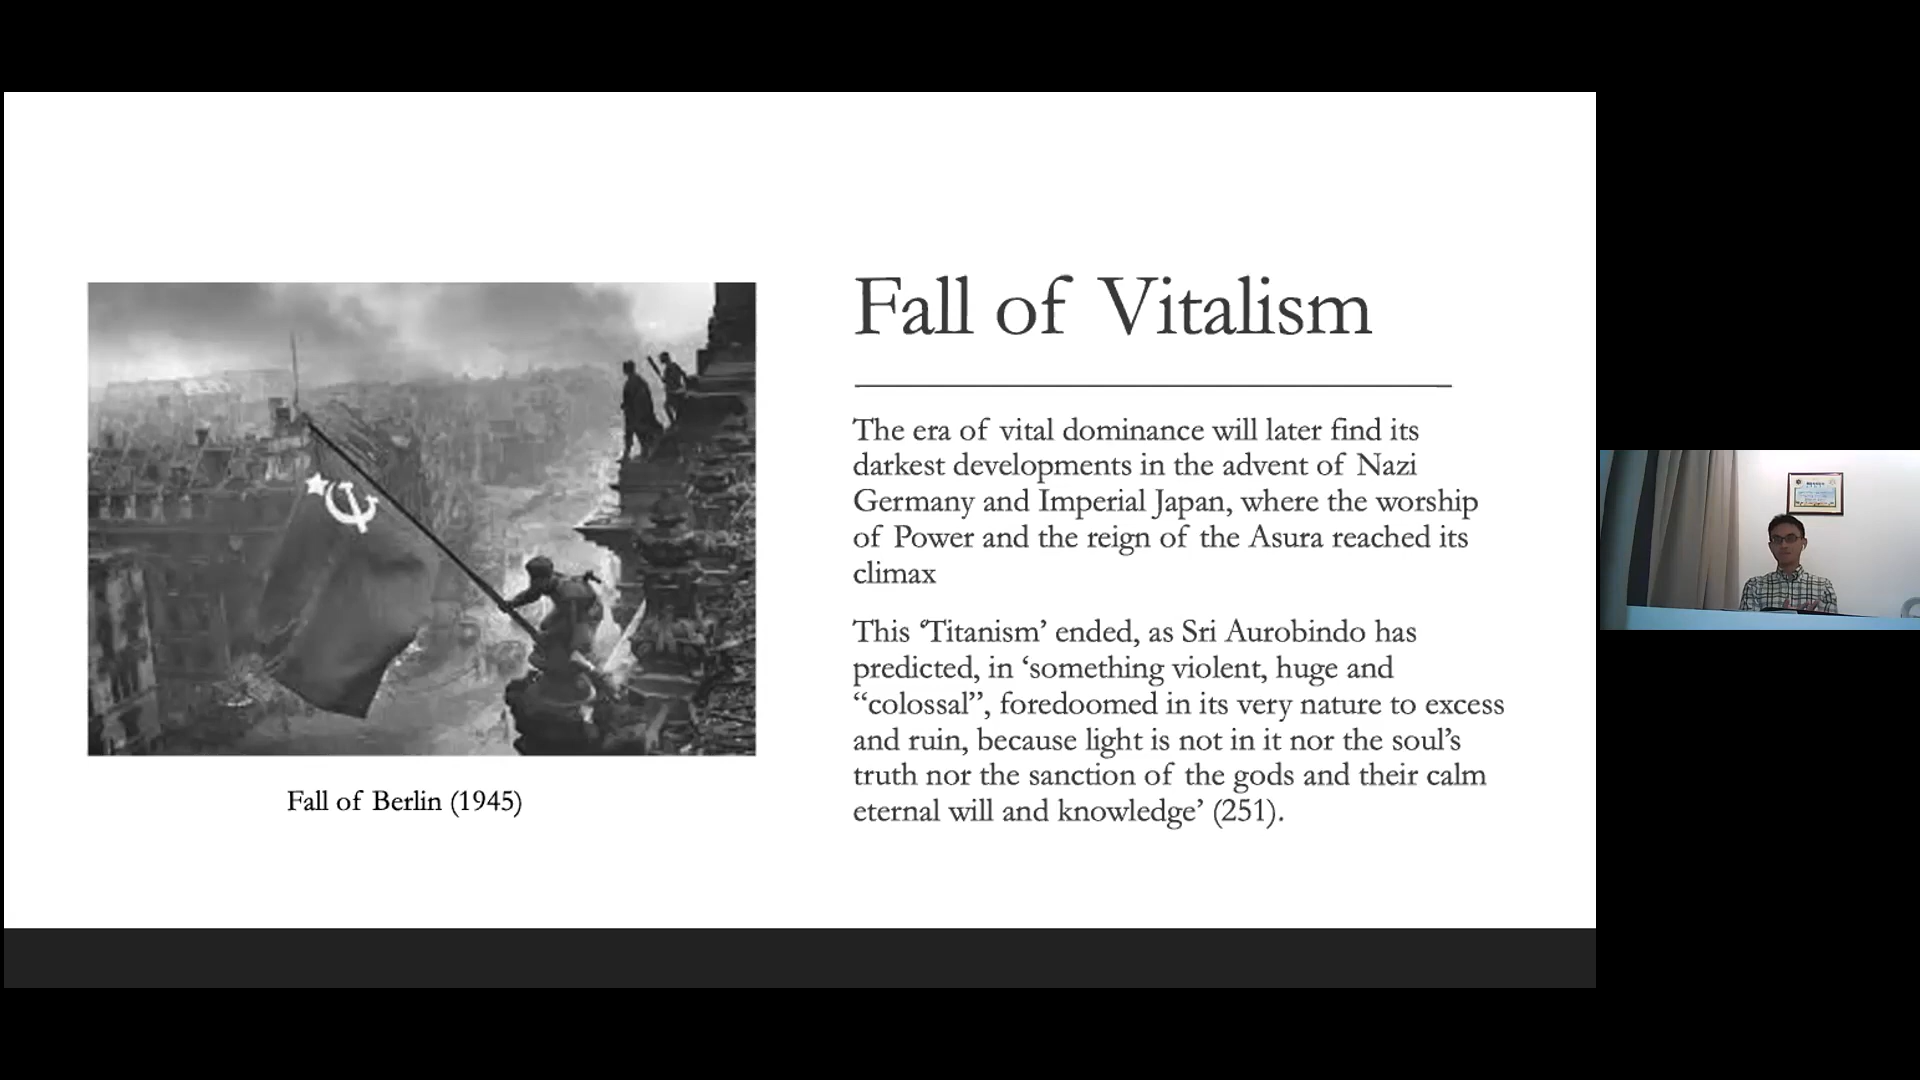 Fall of Vitalism
The era of vital dominance will later find its
darkest developments in the advent of Nazi
Germany and Imperial Japan, where the worship
of Power and the reign of the Asura reached its
climax
This ‘Titanism’ ended, as Sri Aurobindo has
predicted, in ‘something violent, huge and
“colossal”, foredoomed in its very nature to excess
and ruin, because light is not in it nor the soul’s
truth nor the sanction of the gods and their calm
eternal will and knowledge’ (251).
Fall of Berlin (1945)